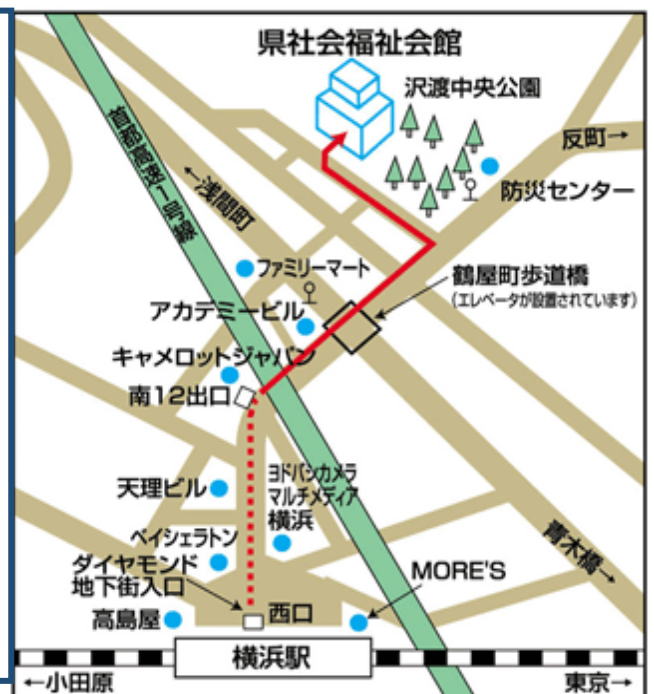 県社会福祉会館
沢渡中央公園
反町→
防災センター
首都高速1号線
←浅間町
ファミリーマート
鶴屋町歩道橋
(エレベータが設置されています)
アカデミービル
キャメロットジャパン
南12出口
天理ビル
ヨドバシカメラ
マルチメディア
横浜
ベイシェラトン
ダイヤモンド
地下街入口
高島屋
西口
MORE'S
青木橋→
横浜駅
←小田原
東京→